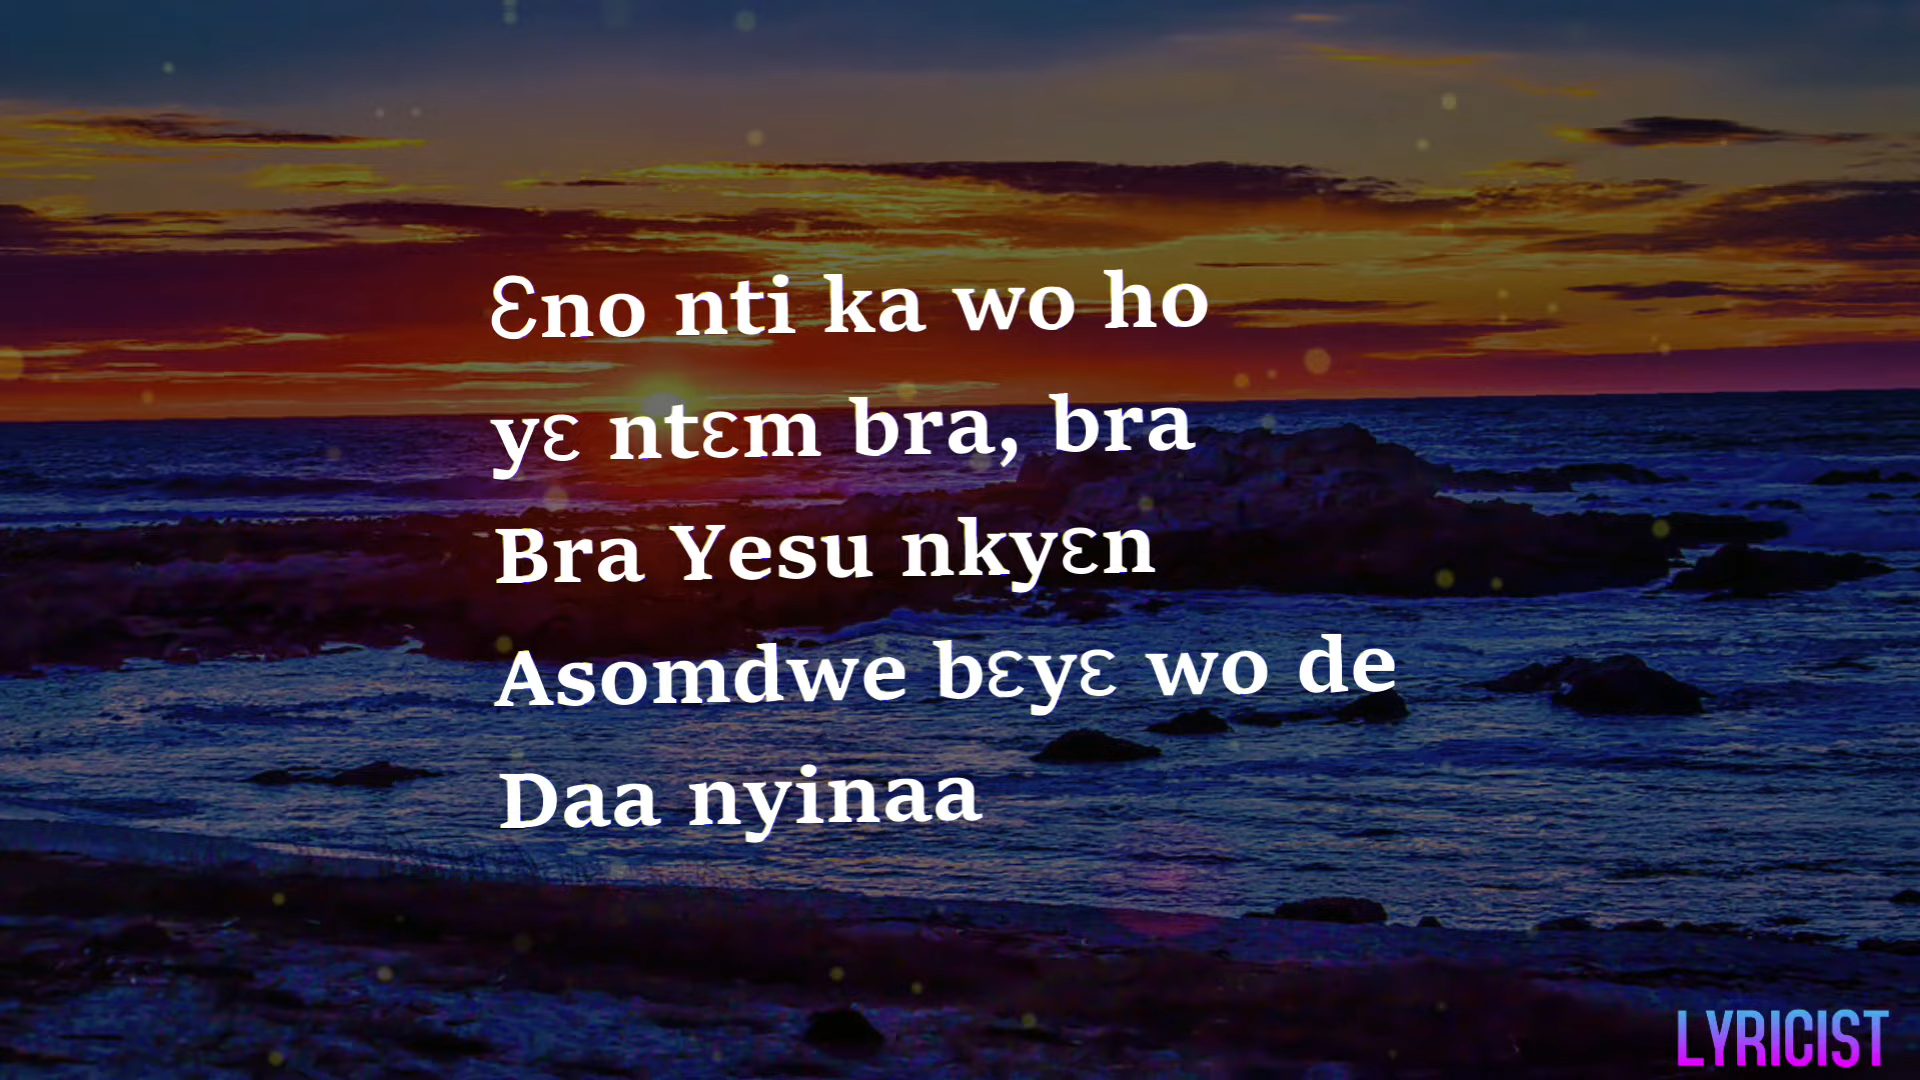 Ɛno nti ka wo ho
yɛ ntɛm bra, bra
Bra Yesu nkyɛn
Asomdwe bɛyɛ wo de
Daa nyinaa
LYRICIST